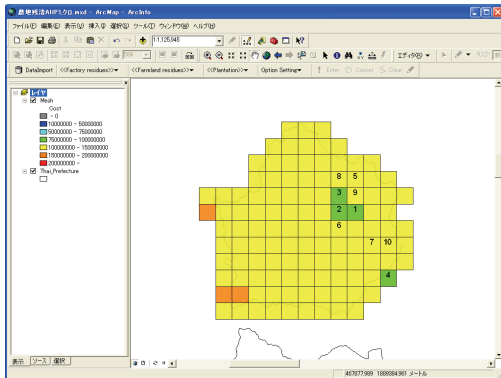 農地残渣AHPミクロ.mxd - ArcMap - ArcInfo
ファイル(F) 編集(E) 表示(V) 挿入(I) 選択(S) ツール(T) ウィンドウ(W) ヘルプ(H)
1:1,125,945
エディタ(R)
DataImport <<Factory residues>> <<Farmland residues>> <<Plantation>> Option Setting Enter Cancel Clear
レイヤ
Mesh
Cost
- 0
10000000 - 50000000
50000000 - 75000000
75000000 - 100000000
100000000 - 150000000
150000000 - 200000000
200000000 -
Thai_Prefecture
8 5
3 9
2 1
6
7 10
4
表示 ソース 選択
467877.989 1889384.961 メートル